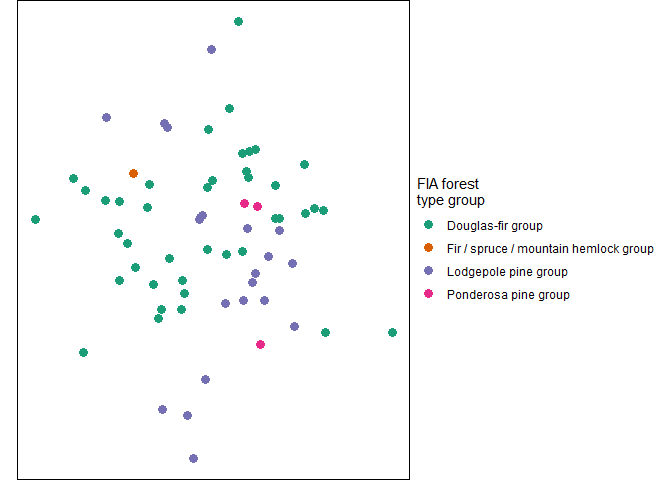 FIA forest
type group
Douglas-fir group
Fir / spruce / mountain hemlock group
Lodgepole pine group
Ponderosa pine group